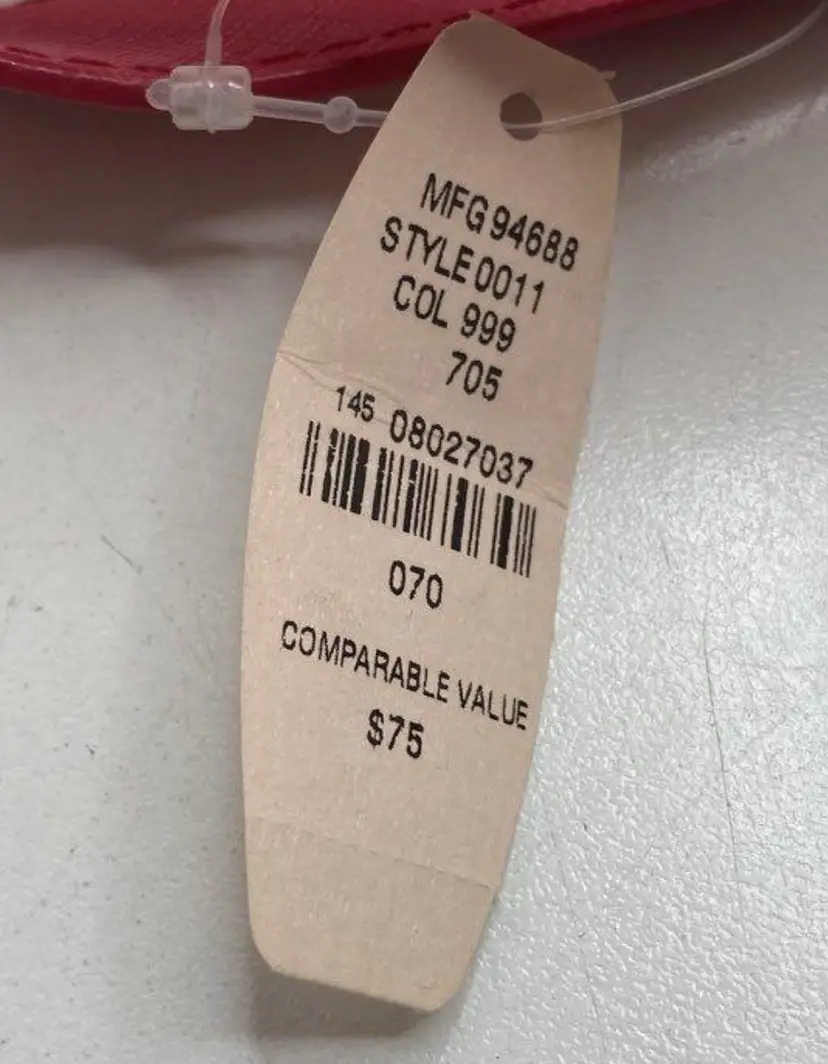 MFG 94688
STYLE 0011
COL 999
705
145 08027037
070
COMPARABLE VALUE
$75